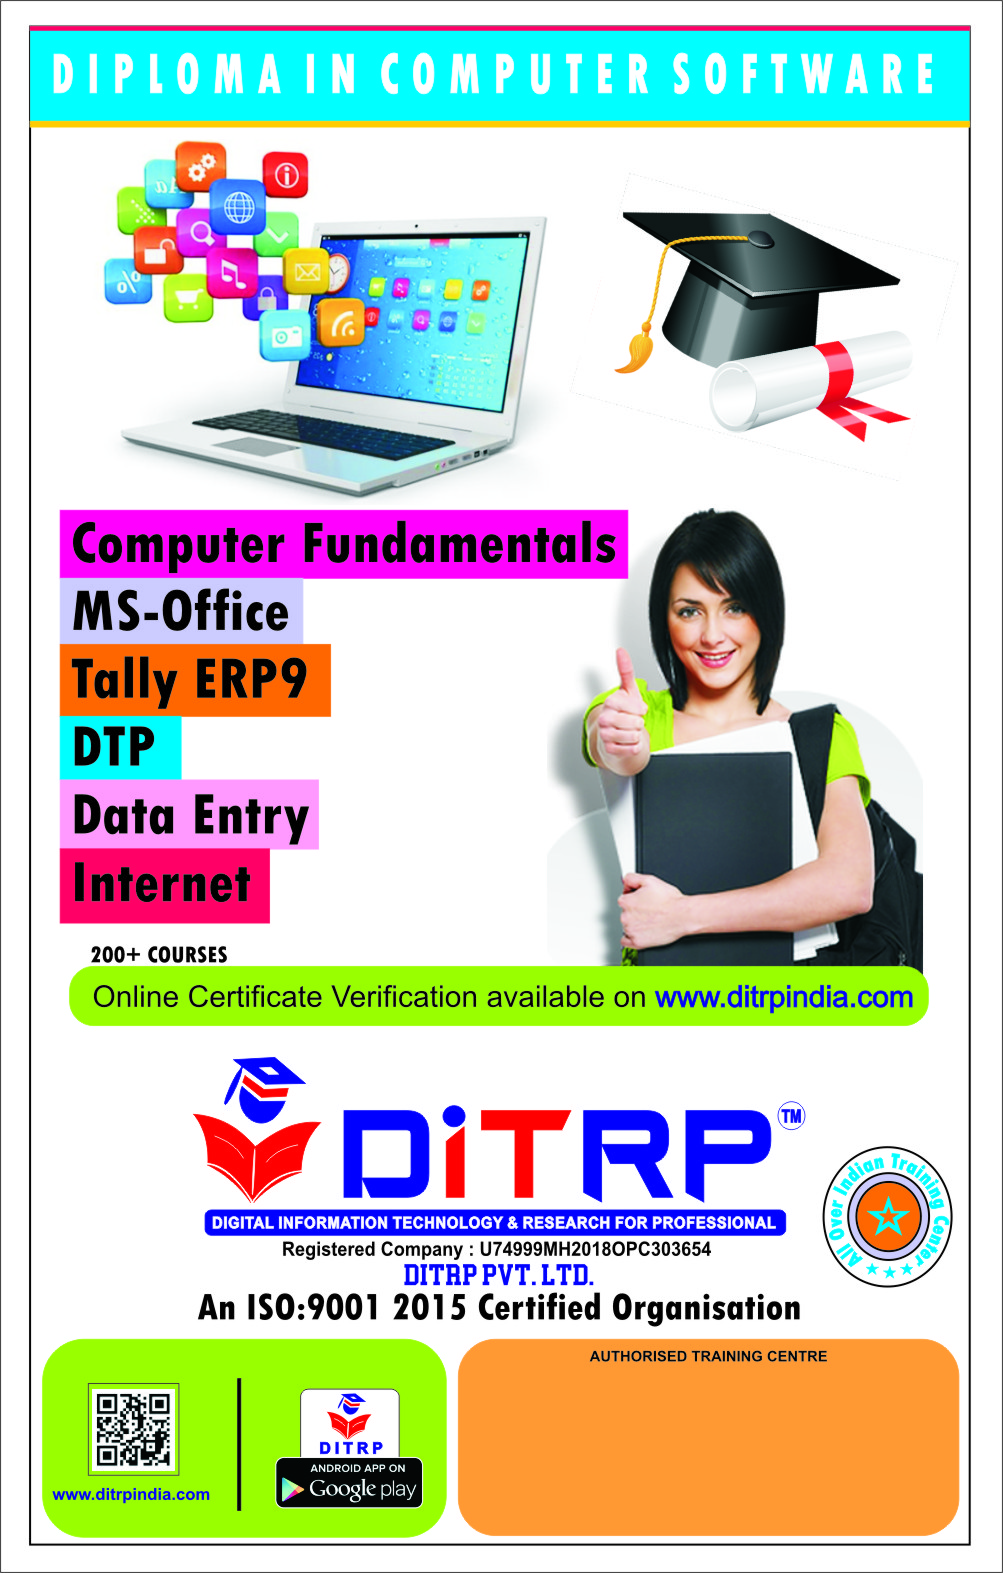 DIPLOMA IN COMPUTER SOFTWARE
Computer Fundamentals
MS-Office
Tally ERP9
DTP
Data Entry
Internet
200+ COURSES
Online Certificate Verification available on www.ditrpindia.com
DiTRP TM
DIGITAL INFORMATION TECHNOLOGY & RESEARCH FOR PROFESSIONAL
Registered Company : U74999MH2018OPC303654
DITRP PVT. LTD.
An ISO:9001 2015 Certified Organisation
All Over Indian Training Center
www.ditrpindia.com
DITRP
ANDROID APP ON
Google play
AUTHORISED TRAINING CENTRE